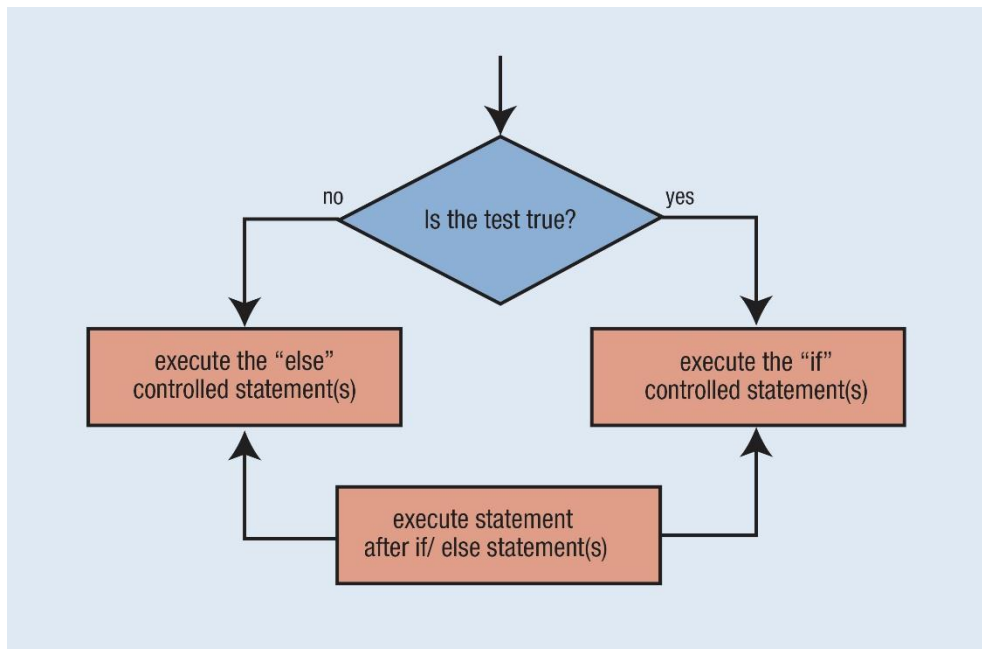 no
yes
Is the test true?
execute the “else”
controlled statement(s)
execute the “if”
controlled statement(s)
execute statement
after if/ else statement(s)